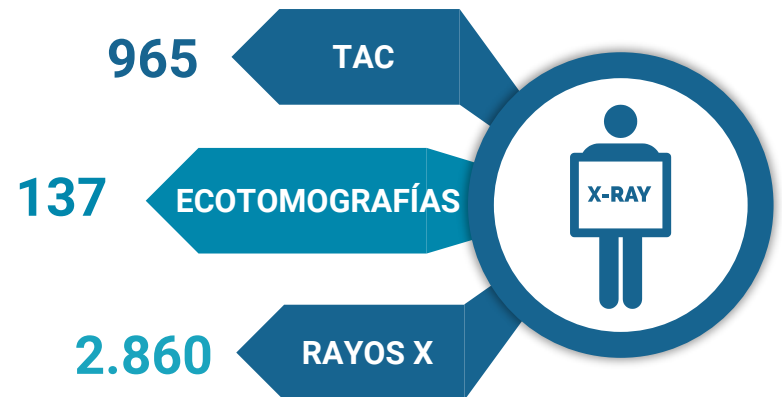 965
TAC
137
ECOTOMOGRAFÍAS
X-RAY
2.860
RAYOS X